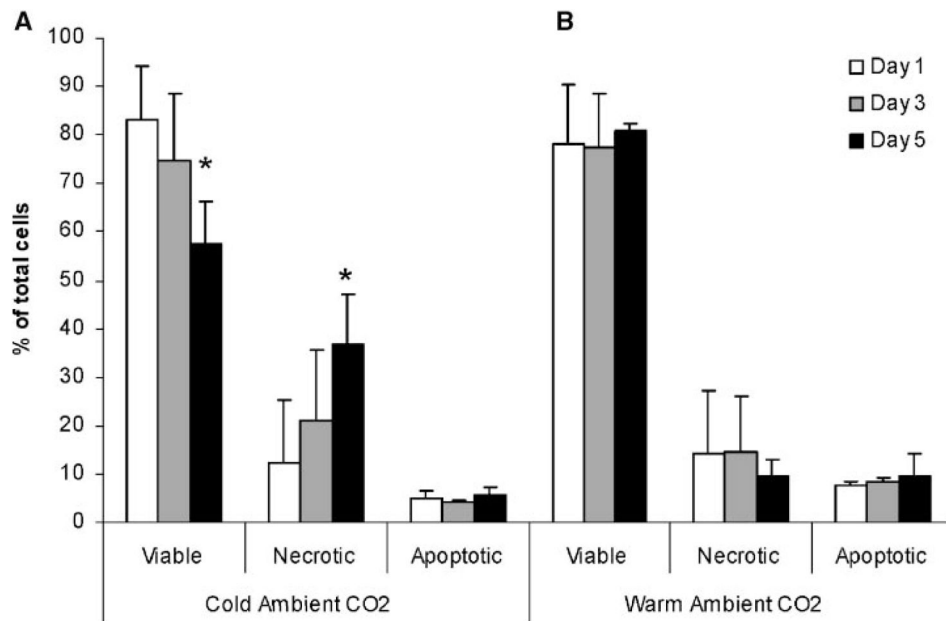 A
B
100
90
80
70
60
50
40
30
20
10
0
% of total cells
Day 1
Day 3
Day 5
*
*
Viable Necrotic Apoptotic Viable Necrotic Apoptotic
Cold Ambient CO2 Warm Ambient CO2